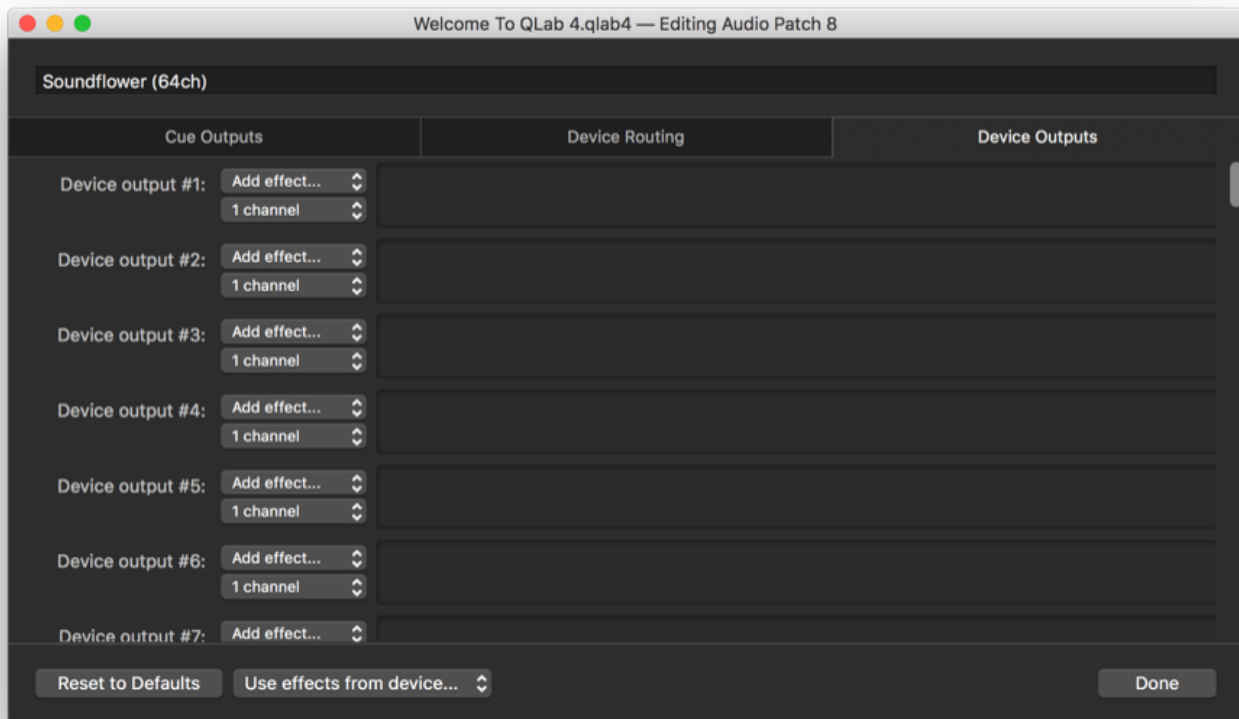 Welcome To QLab 4.qlab4 — Editing Audio Patch 8
Soundflower (64ch)
Cue Outputs
Device Routing
Device Outputs
Device output #1:
Add effect...
1 channel
Device output #2:
Add effect...
1 channel
Device output #3:
Add effect...
1 channel
Device output #4:
Add effect...
1 channel
Device output #5:
Add effect...
1 channel
Device output #6:
Add effect...
1 channel
Device output #7:
Add effect...
Reset to Defaults
Use effects from device...
Done